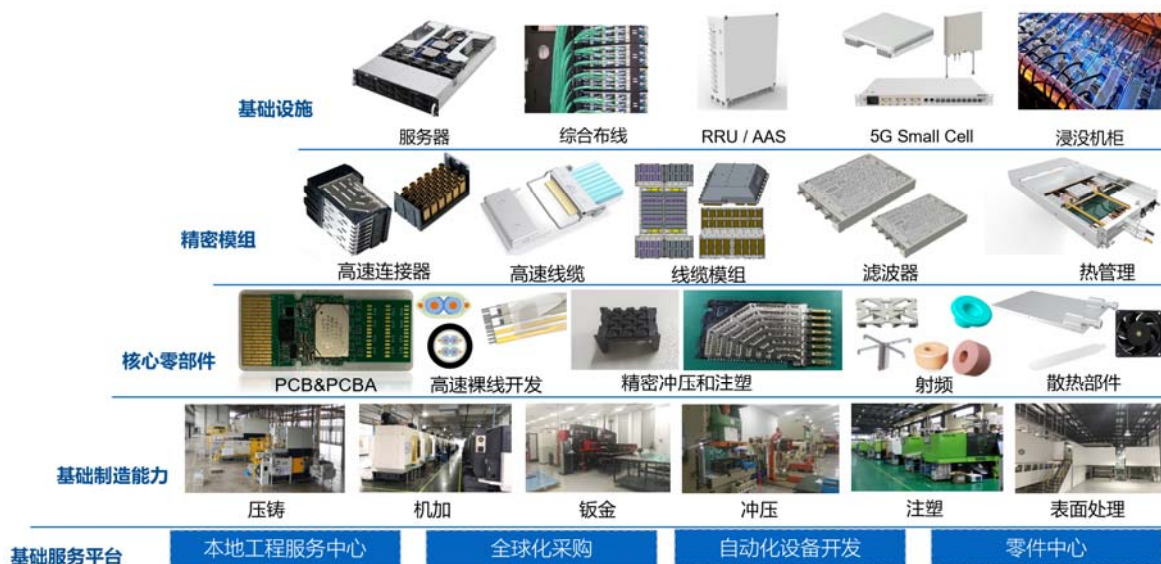 基础设施
服务器
综合布线
RRU / AAS
5G Small Cell
浸没机柜
精密模组
高速连接器
高速线缆
线缆模组
滤波器
热管理
核心零部件
PCB&PCBA
高速裸线开发
精密冲压和注塑
射频
散热部件
基础制造能力
压铸
机加
钣金
冲压
注塑
表面处理
基础服务平台
本地工程服务中心
全球化采购
自动化设备开发
零件中心